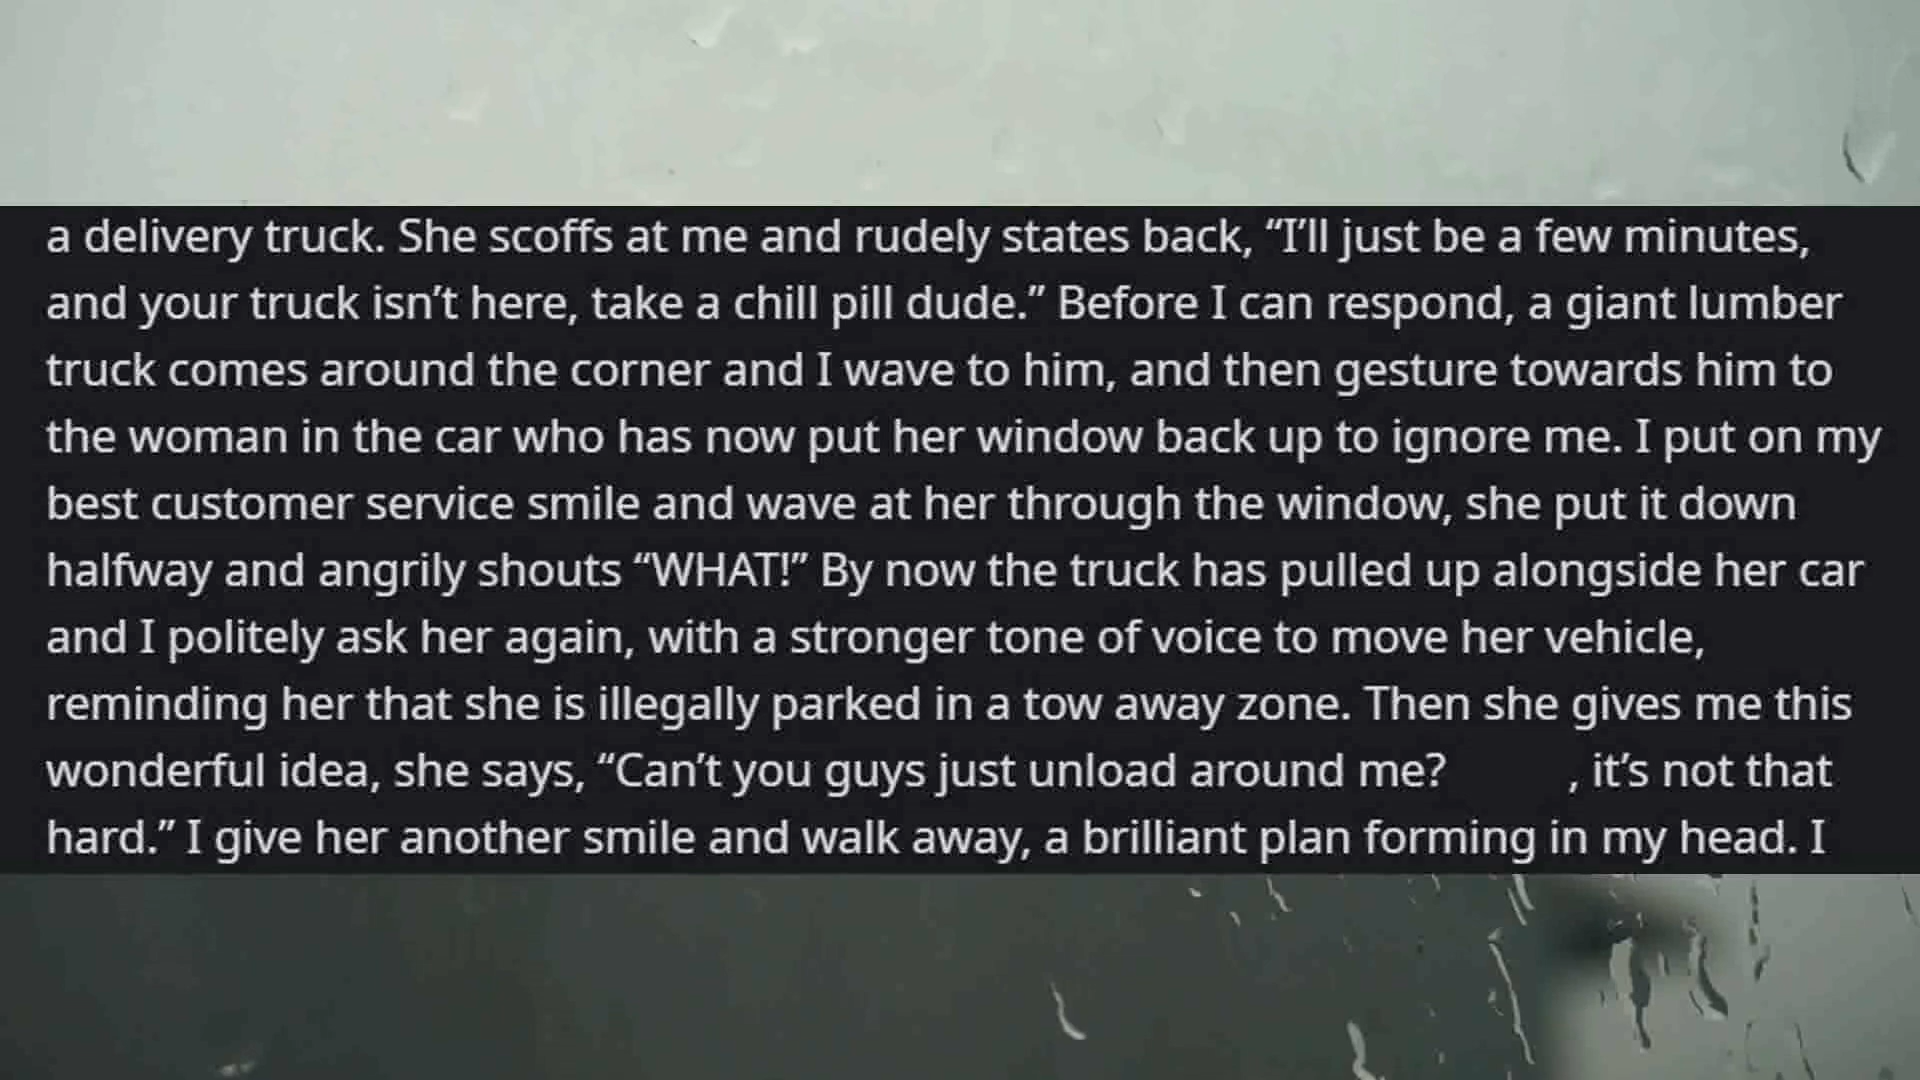 a delivery truck. She scoffs at me and rudely states back, “I’ll just be a few minutes,
and your truck isn’t here, take a chill pill dude.” Before I can respond, a giant lumber
truck comes around the corner and I wave to him, and then gesture towards him to
the woman in the car who has now put her window back up to ignore me. I put on my
best customer service smile and wave at her through the window, she put it down
halfway and angrily shouts “WHAT!” By now the truck has pulled up alongside her car
and I politely ask her again, with a stronger tone of voice to move her vehicle,
reminding her that she is illegally parked in a tow away zone. Then she gives me this
wonderful idea, she says, “Can’t you guys just unload around me? , it’s not that
hard.” I give her another smile and walk away, a brilliant plan forming in my head. I